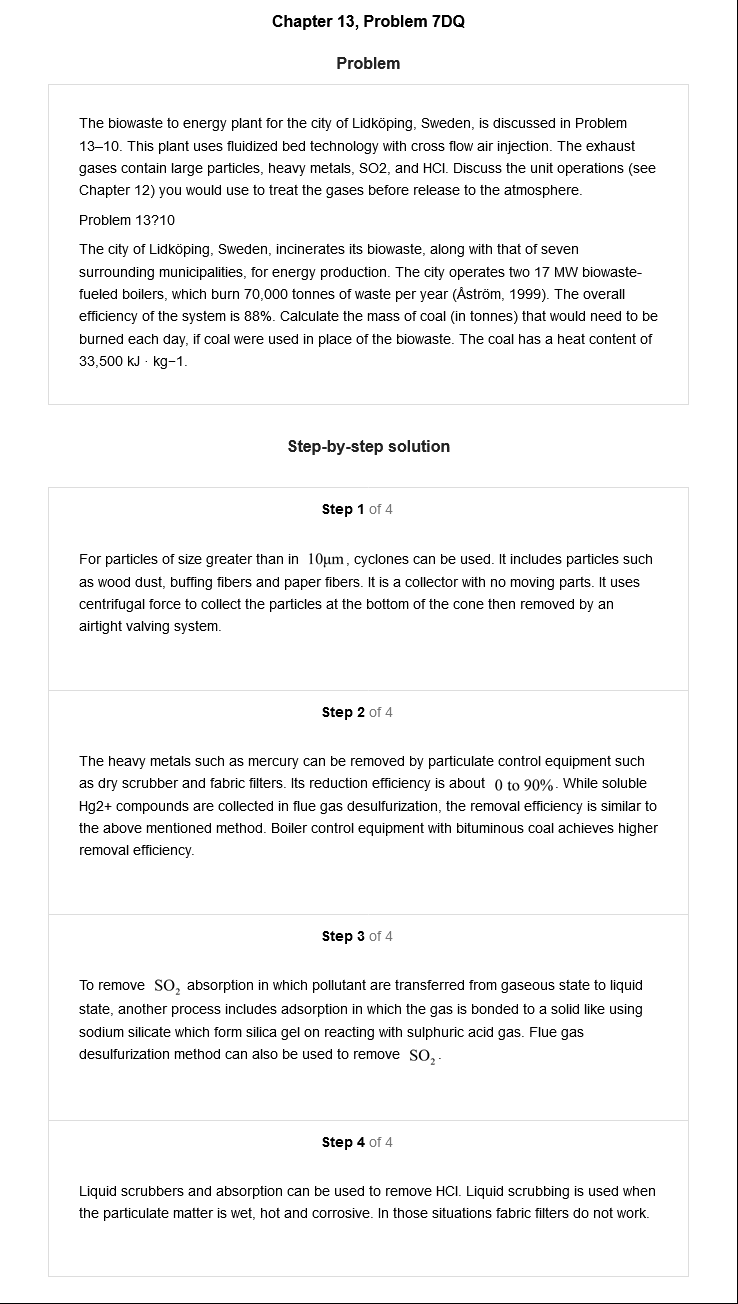 Chapter 13, Problem 7DQ
Problem
The biowaste to energy plant for the city of Lidköping, Sweden, is discussed in Problem
13–10. This plant uses fluidized bed technology with cross flow air injection. The exhaust
gases contain large particles, heavy metals, SO2, and HCl. Discuss the unit operations (see
Chapter 12) you would use to treat the gases before release to the atmosphere.
Problem 13?10
The city of Lidköping, Sweden, incinerates its biowaste, along with that of seven
surrounding municipalities, for energy production. The city operates two 17 MW biowaste-
fueled boilers, which burn 70,000 tonnes of waste per year (Åström, 1999). The overall
efficiency of the system is 88%. Calculate the mass of coal (in tonnes) that would need to be
burned each day, if coal were used in place of the biowaste. The coal has a heat content of
33,500 kJ · kg−1.
Step-by-step solution
Step 1 of 4
For particles of size greater than in 10μm, cyclones can be used. It includes particles such
as wood dust, buffing fibers and paper fibers. It is a collector with no moving parts. It uses
centrifugal force to collect the particles at the bottom of the cone then removed by an
airtight valving system.
Step 2 of 4
The heavy metals such as mercury can be removed by particulate control equipment such
as dry scrubber and fabric filters. Its reduction efficiency is about 0 to 90%. While soluble
Hg2+ compounds are collected in flue gas desulfurization, the removal efficiency is similar to
the above mentioned method. Boiler control equipment with bituminous coal achieves higher
removal efficiency.
Step 3 of 4
To remove SO₂ absorption in which pollutant are transferred from gaseous state to liquid
state, another process includes adsorption in which the gas is bonded to a solid like using
sodium silicate which form silica gel on reacting with sulphuric acid gas. Flue gas
desulfurization method can also be used to remove SO₂.
Step 4 of 4
Liquid scrubbers and absorption can be used to remove HCl. Liquid scrubbing is used when
the particulate matter is wet, hot and corrosive. In those situations fabric filters do not work.